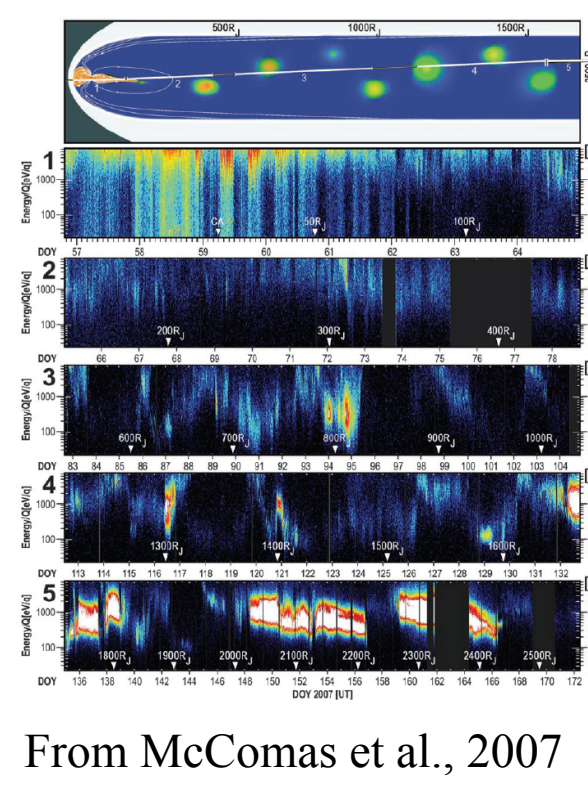 500RJ 1000RJ 1500RJ
1 2 3 4 5
1
Energy/Q[eV/q]
1000
100
CA 50RJ 100RJ
DOY 57 58 59 60 61 62 63 64
2
Energy/Q[eV/q]
1000
100
200RJ 300RJ 400RJ
DOY 66 67 68 69 70 71 72 73 74 75 76 77 78
3
Energy/Q[eV/q]
1000
100
600RJ 700RJ 800RJ 900RJ 1000RJ
DOY 83 84 85 86 87 88 89 90 91 92 93 94 95 96 97 98 99 100 101 102 103 104
4
Energy/Q[eV/q]
1000
100
1300RJ 1400RJ 1500RJ 1600RJ
DOY 113 114 115 116 117 118 119 120 121 122 123 124 125 126 127 128 129 130 131 132
5
Energy/Q[eV/q]
1000
100
1800RJ 1900RJ 2000RJ 2100RJ 2200RJ 2300RJ 2400RJ 2500RJ
DOY 136 138 140 142 144 146 148 150 152 154 156 158 160 162 164 166 168 170 172
DOY 2007 [UT]
From McComas et al., 2007